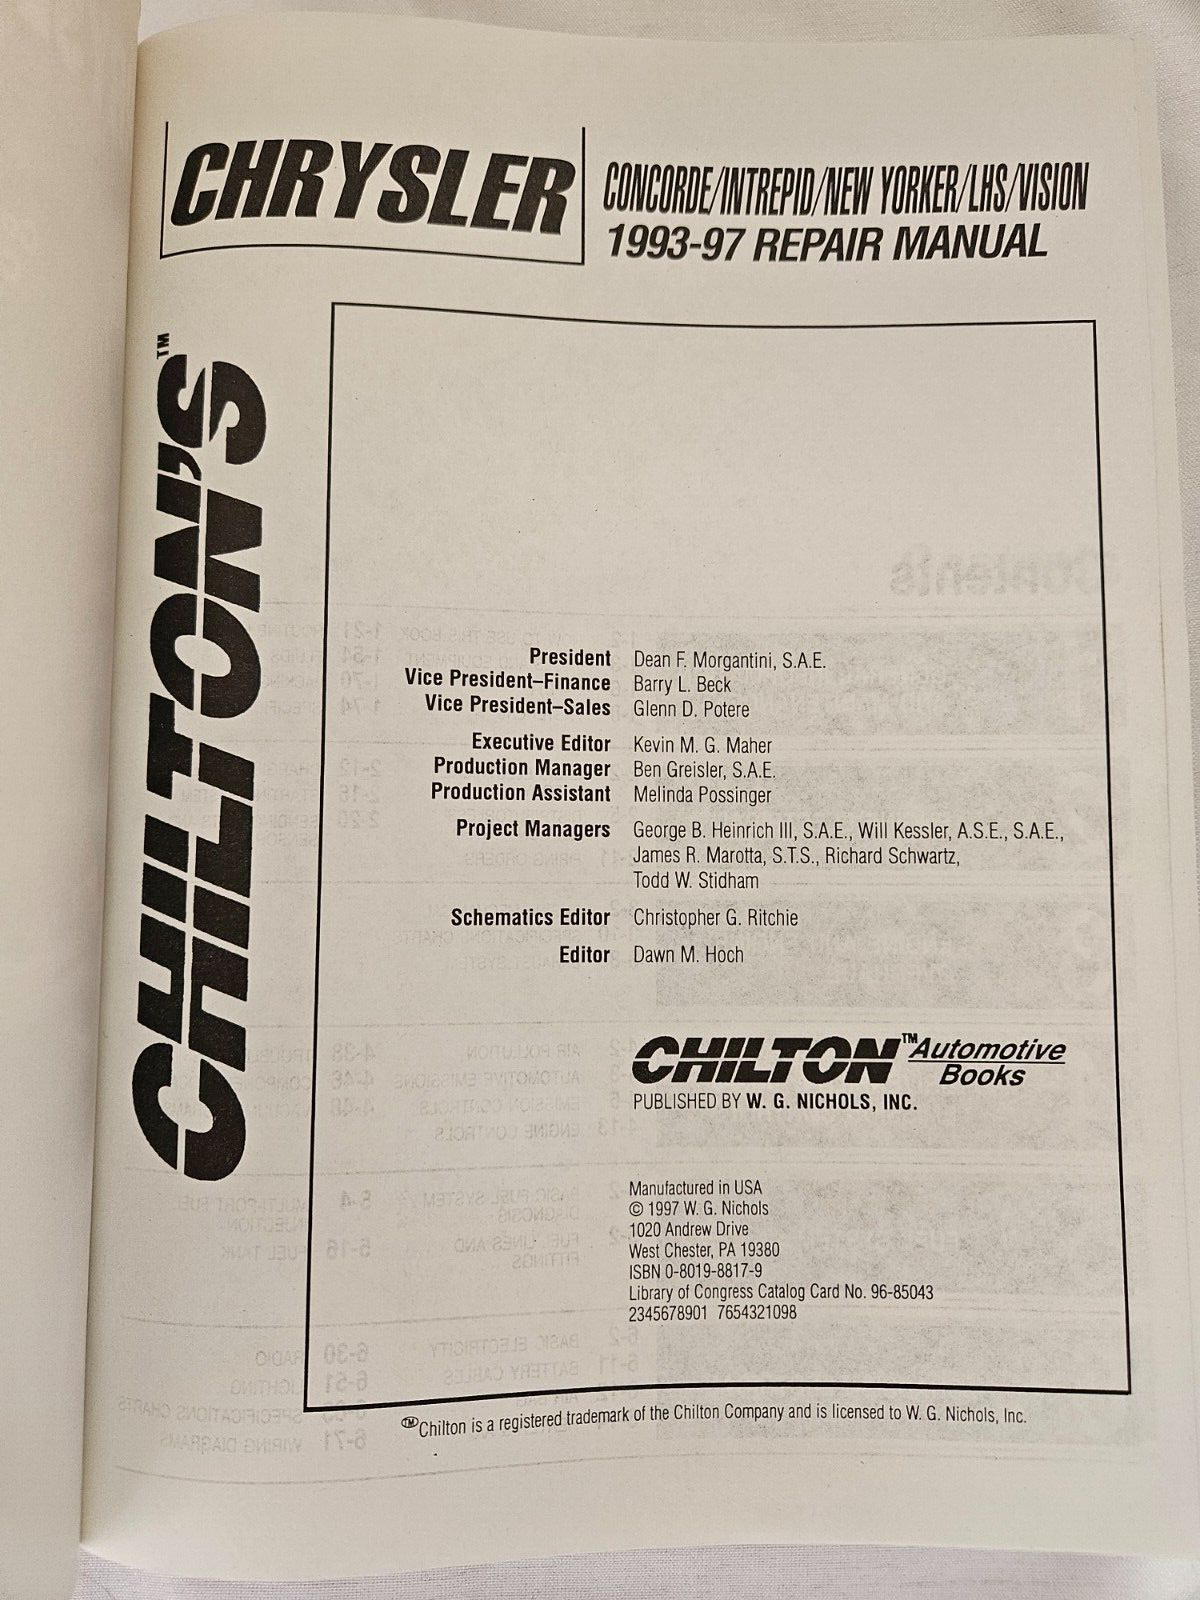 CHRYSLER
CONCORDE/INTREPID/NEW YORKER/LHS/VISION
1993-97 REPAIR MANUAL
CHILTON'S™
President Dean F. Morgantini, S.A.E.
Vice President–Finance Barry L. Beck
Vice President–Sales Glenn D. Potere
Executive Editor Kevin M. G. Maher
Production Manager Ben Greisler, S.A.E.
Production Assistant Melinda Possinger
Project Managers George B. Heinrich III, S.A.E., Will Kessler, A.S.E., S.A.E.,
James R. Marotta, S.T.S., Richard Schwartz,
Todd W. Stidham
Schematics Editor Christopher G. Ritchie
Editor Dawn M. Hoch
CHILTON™ Automotive
Books
PUBLISHED BY W. G. NICHOLS, INC.
Manufactured in USA
© 1997 W. G. Nichols
1020 Andrew Drive
West Chester, PA 19380
ISBN 0-8019-8817-9
Library of Congress Catalog Card No. 96-85043
2345678901 7654321098
™Chilton is a registered trademark of the Chilton Company and is licensed to W. G. Nichols, Inc.